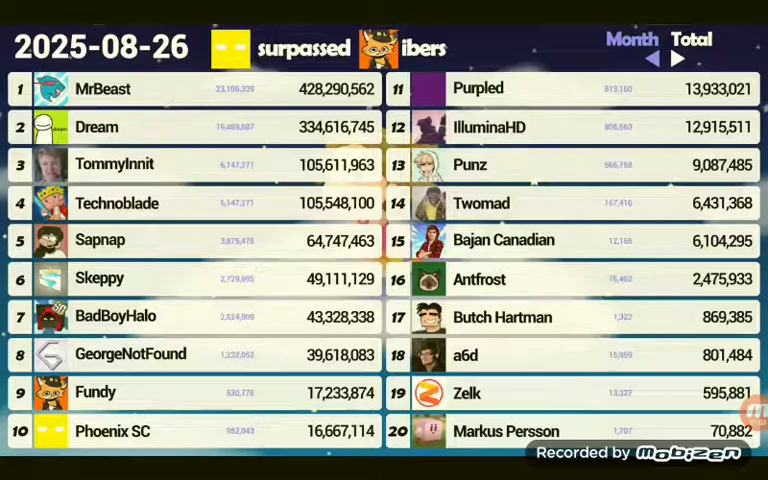 2025-08-26 surpassed ibers Month Total
1 MrBeast 23,106,339 428,290,562
2 Dream 19,489,687 334,616,745
3 TommyInnit 6,147,271 105,611,963
4 Technoblade 6,147,271 105,548,100
5 Sapnap 3,875,475 64,747,463
6 Skeppy 2,729,695 49,111,129
7 BadBoyHalo 2,524,909 43,328,338
8 GeorgeNotFound 1,232,052 39,618,083
9 Fundy 530,776 17,233,874
10 Phoenix SC 952,943 16,667,114
11 Purpled 813,160 13,933,021
12 IlluminaHD 806,663 12,915,511
13 Punz 566,758 9,087,485
14 Twomad 167,416 6,431,368
15 Bajan Canadian 12,166 6,104,295
16 Antfrost 76,462 2,475,933
17 Butch Hartman 1,322 869,385
18 a6d 15,959 801,484
19 Zelk 13,327 595,881
20 Markus Persson 1,707 70,882
Recorded by MOBIZEN